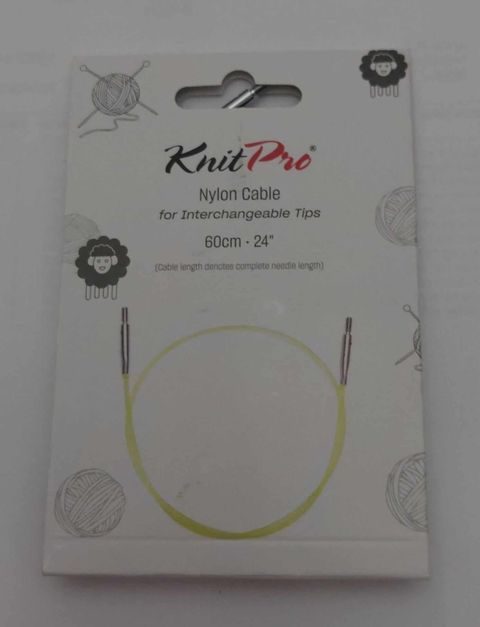 KnitPro®
Nylon Cable
for Interchangeable Tips
60cm · 24"
(Cable length denotes complete needle length)